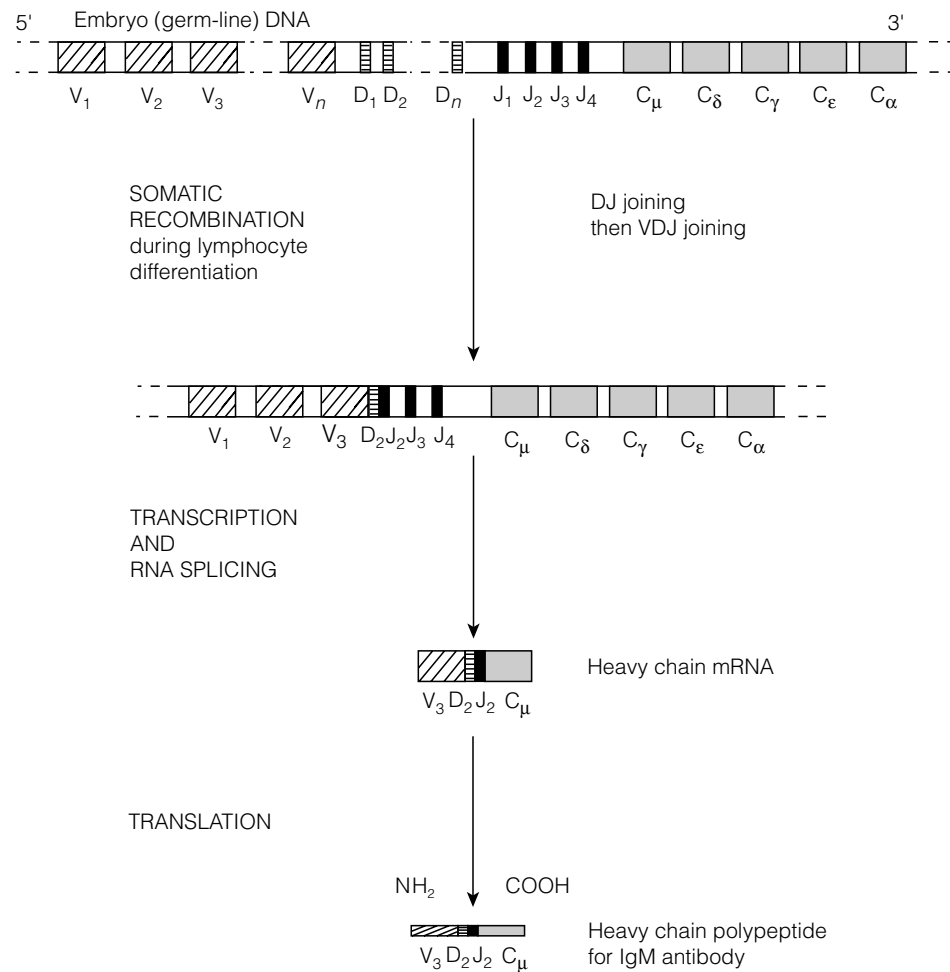 5' Embryo (germ-line) DNA 3'
V₁ V₂ V₃ Vₙ D₁ D₂ Dₙ J₁ J₂ J₃ J₄ Cμ Cδ Cγ Cε Cα
SOMATIC
RECOMBINATION
during lymphocyte
differentiation
DJ joining
then VDJ joining
V₁ V₂ V₃ D₂J₂J₃ J₄ Cμ Cδ Cγ Cε Cα
TRANSCRIPTION
AND
RNA SPLICING
Heavy chain mRNA
V₃ D₂ J₂ Cμ
TRANSLATION
NH₂ COOH
Heavy chain polypeptide
for IgM antibody
V₃ D₂ J₂ Cμ